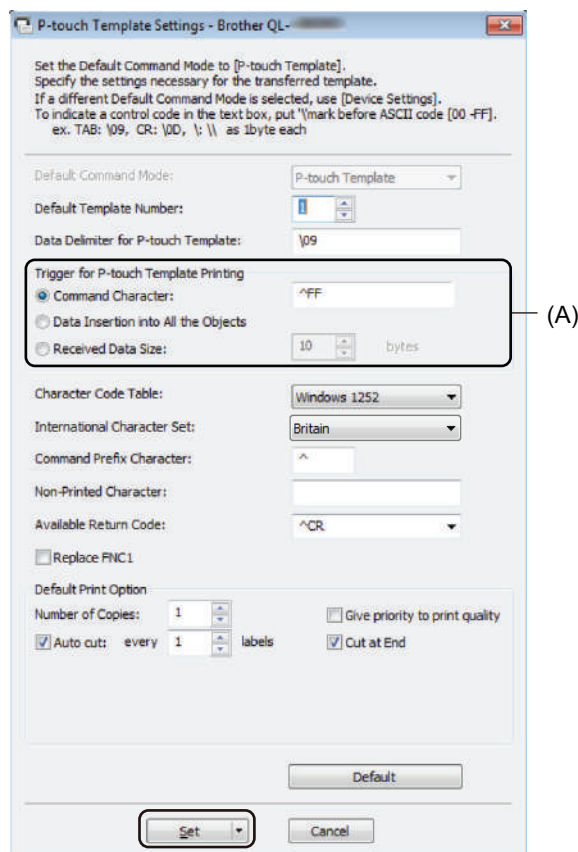 P-touch Template Settings - Brother QL-
Set the Default Command Mode to [P-touch Template].
Specify the settings necessary for the transferred template.
If a different Default Command Mode is selected, use [Device Settings].
To indicate a control code in the text box, put '\'mark before ASCII code [00 -FF].
ex. TAB: \09, CR: \0D, \: \\ as 1byte each
Default Command Mode: P-touch Template
Default Template Number: 1
Data Delimiter for P-touch Template: \09
Trigger for P-touch Template Printing
Command Character: ^FF
(A)
Data Insertion into All the Objects
Received Data Size: 10 bytes
Character Code Table: Windows 1252
International Character Set: Britain
Command Prefix Character: ^
Non-Printed Character:
Available Return Code: ^CR
Replace FNC1
Default Print Option
Number of Copies: 1 Give priority to print quality
Auto cut: every 1 labels Cut at End
Default
Set Cancel